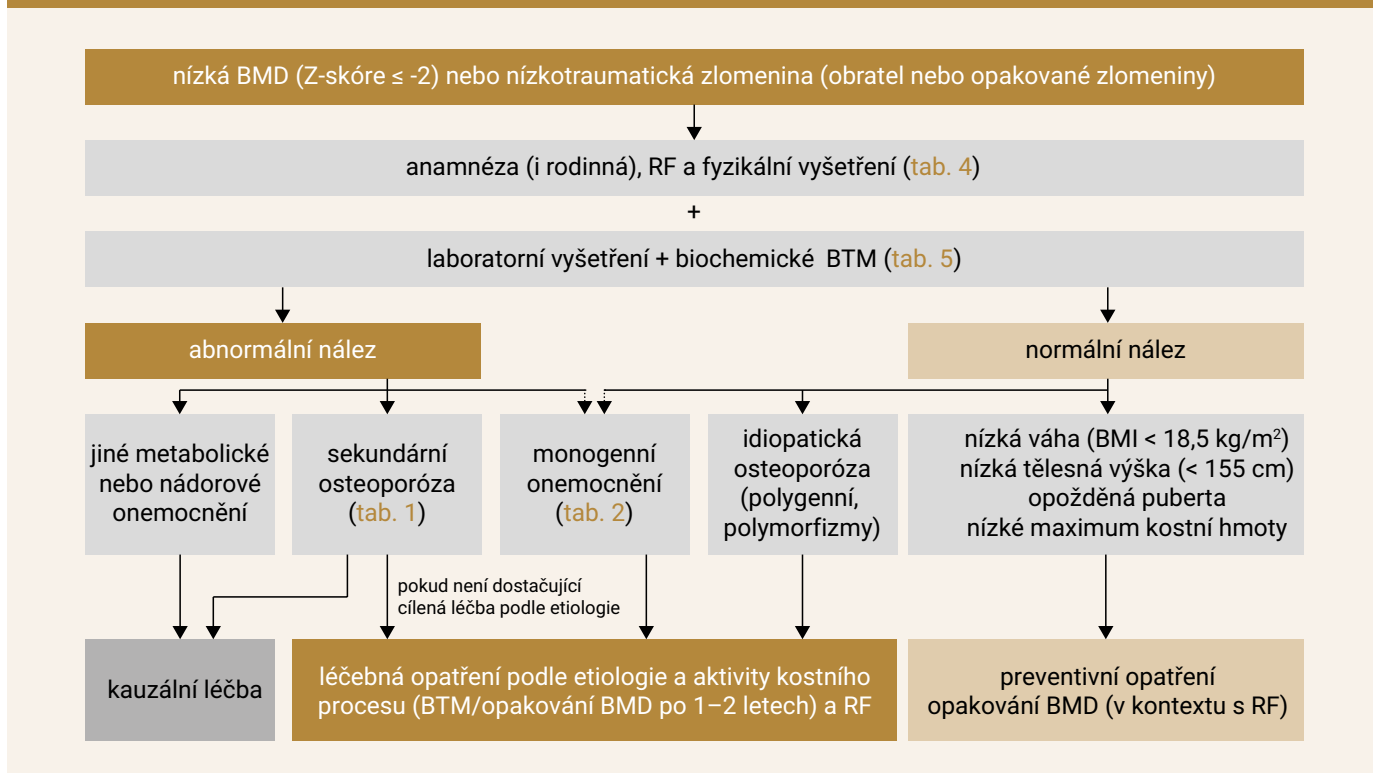 nízká BMD (Z-skóre ≤ -2) nebo nízkotraumatická zlomenina (obratel nebo opakované zlomeniny)
anamnéza (i rodinná), RF a fyzikální vyšetření (tab. 4)
+
laboratorní vyšetření + biochemické BTM (tab. 5)
abnormální nález
normální nález
jiné metabolické
nebo nádorové
onemocnění
sekundární
osteoporóza
(tab. 1)
monogenní
onemocnění
(tab. 2)
idiopatická
osteoporóza
(polygenní,
polymorfizmy)
nízká váha (BMI < 18,5 kg/m²)
nízká tělesná výška (< 155 cm)
opožděná puberta
nízké maximum kostní hmoty
pokud není dostačující
cílená léčba podle etiologie
kauzální léčba
léčebná opatření podle etiologie a aktivity kostního
procesu (BTM/opakování BMD po 1–2 letech) a RF
preventivní opatření
opakování BMD (v kontextu s RF)